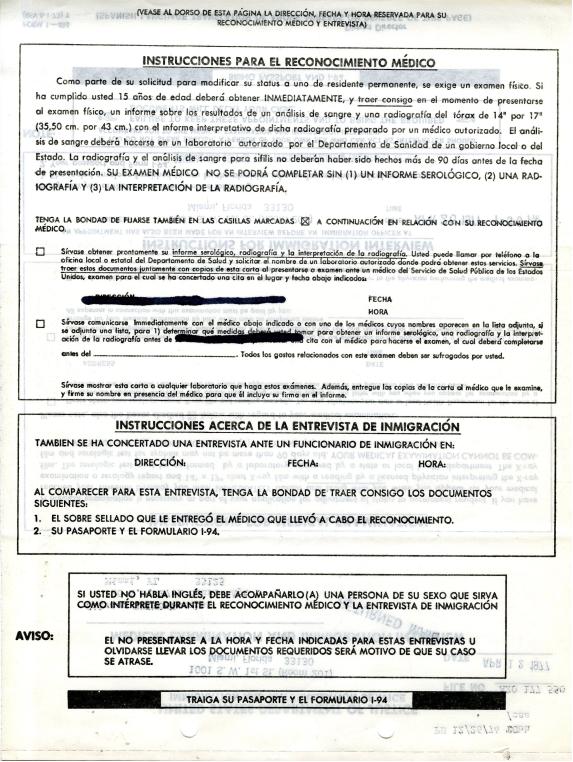 (VEASE AL DORSO DE ESTA PÁGINA LA DIRECCIÓN, FECHA Y HORA RESERVADA PARA SU
RECONOCIMIENTO MÉDICO Y ENTREVISTA)
INSTRUCCIONES PARA EL RECONOCIMIENTO MÉDICO
Como parte de su solicitud para modificar su status a uno de residente permanente, se exige un examen físico. Si
ha cumplido usted 15 años de edad deberá obtener INMEDIATAMENTE, y traer consigo en el momento de presentarse
al examen físico, un informe sobre los resultados de un análisis de sangre y una radiografía del tórax de 14" por 17"
(35,50 cm. por 43 cm.) con el informe interpretativo de dicha radiografía preparado por un médico autorizado. El análi-
sis de sangre deberá hacerse en un laboratorio autorizado por el Departamento de Sanidad de un gobierno local o del
Estado. La radiografía y el análisis de sangre para sífilis no deberán haber sido hechos más de 90 días antes de la fecha
de presentación. SU EXAMEN MÉDICO NO SE PODRÁ COMPLETAR SIN (1) UN INFORME SEROLÓGICO, (2) UNA RAD-
IOGRAFÍA Y (3) LA INTERPRETACIÓN DE LA RADIOGRAFÍA.
TENGA LA BONDAD DE FIJARSE TAMBIÉN EN LAS CASILLAS MARCADAS ☒ A CONTINUACIÓN EN RELACIÓN CON SU RECONOCIMIENTO
MÉDICO.
☐ Sírvase obtener prontamente su informe serológico, radiografía y la interpretación de la radiografía. Usted puede llamar por teléfono a la
oficina local o estatal del Departamento de Salud y solicitar el nombre de un laboratorio autorizado donde podrá obtener estos servicios. Sírvase
traer estos documentos juntamente con copias de esta carta al presentarse a examen ante un médico del Servicio de Salud Pública de los Estados
Unidos, examen para el cual se ha concertado una cita en el lugar y fecha abajo indicados:
DIRECCIÓN FECHA
HORA
☐ Sírvase comunicarse Immediatamente con el médico abajo indicado o con uno de los médicos cuyos nombres aparecen en la lista adjunta, si
se adjunta una lista, para 1) determinar qué medidas deberá usted tomar para obtener un informe serológico, una radiografía y la interpret-
ación de la radiografía antes de cita con el médico para hacerse el examen, el cual deberá completarse
antes del . Todos los gastos relacionados con este examen deben ser sufragados por usted.
Sírvase mostrar esta carta a cualquier laboratorio que haga estos exámenes. Además, entregue las copias de la carta al médico que le examine,
y firme su nombre en presencia del médico para que él incluya su firma en el informe.
INSTRUCCIONES ACERCA DE LA ENTREVISTA DE INMIGRACIÓN
TAMBIEN SE HA CONCERTADO UNA ENTREVISTA ANTE UN FUNCIONARIO DE INMIGRACIÓN EN:
DIRECCIÓN: FECHA: HORA:
AL COMPARECER PARA ESTA ENTREVISTA, TENGA LA BONDAD DE TRAER CONSIGO LOS DOCUMENTOS
SIGUIENTES:
1. EL SOBRE SELLADO QUE LE ENTREGÓ EL MÉDICO QUE LLEVÓ A CABO EL RECONOCIMIENTO.
2. SU PASAPORTE Y EL FORMULARIO I-94.
SI USTED NO HABLA INGLÉS, DEBE ACOMPAÑARLO(A) UNA PERSONA DE SU SEXO QUE SIRVA
COMO INTÉRPRETE DURANTE EL RECONOCIMIENTO MÉDICO Y LA ENTREVISTA DE INMIGRACIÓN
AVISO:
EL NO PRESENTARSE A LA HORA Y FECHA INDICADAS PARA ESTAS ENTREVISTAS U
OLVIDARSE LLEVAR LOS DOCUMENTOS REQUERIDOS SERÁ MOTIVO DE QUE SU CASO
SE ATRASE.
TRAIGA SU PASAPORTE Y EL FORMULARIO I-94